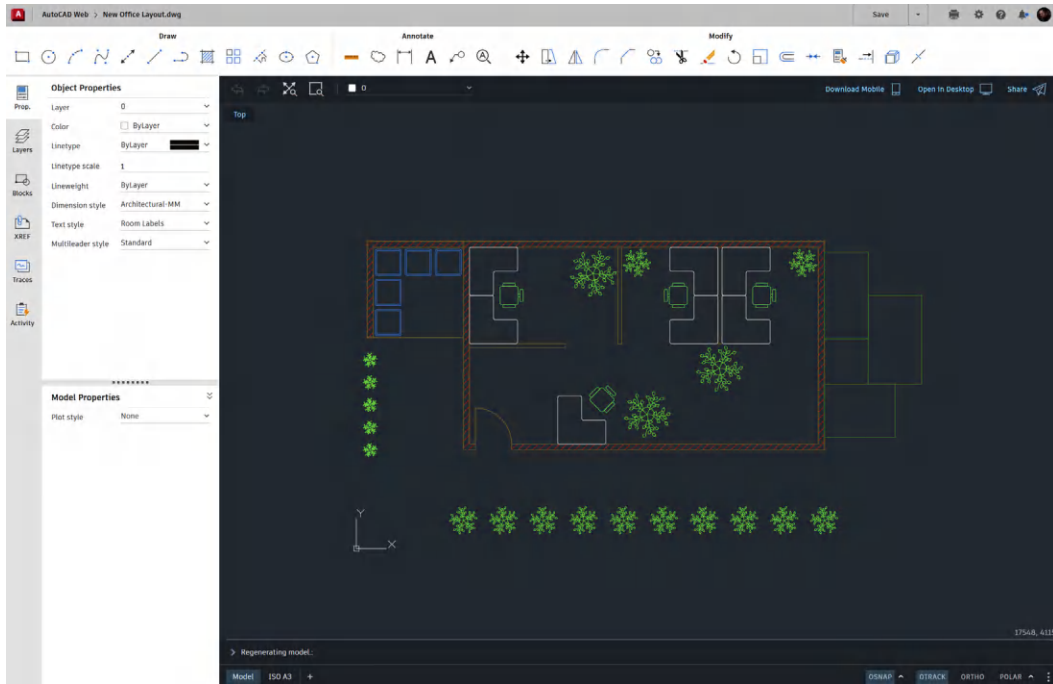 A AutoCAD Web > New Office Layout.dwg Save
Draw Annotate Modify
A A
Prop.
Layers
Blocks
XREF
Traces
Activity
Object Properties
Layer 0
Color ByLayer
Linetype ByLayer
Linetype scale 1
Lineweight ByLayer
Dimension style Architectural-MM
Text style Room Labels
Multileader style Standard
Model Properties
Plot style None
0 Download Mobile Open in Desktop Share
Top
Y
X
> Regenerating model.:
Model ISO A3 + OSNAP OTRACK ORTHO POLAR